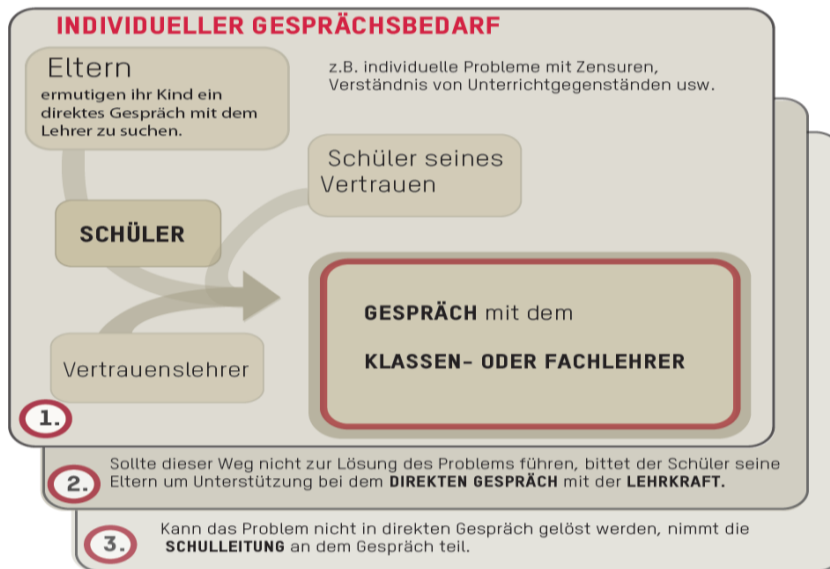 INDIVIDUELLER GESPRÄCHSBEDARF
Eltern
ermutigen ihr Kind ein
direktes Gespräch mit dem
Lehrer zu suchen.
z.B. individuelle Probleme mit Zensuren,
Verständnis von Unterrichtgegenständen usw.
Schüler seines
Vertrauen
SCHÜLER
GESPRÄCH mit dem
KLASSEN- ODER FACHLEHRER
Vertrauenslehrer
1.
2. Sollte dieser Weg nicht zur Lösung des Problems führen, bittet der Schüler seine
Eltern um Unterstützung bei dem DIREKTEN GESPRÄCH mit der LEHRKRAFT.
3. Kann das Problem nicht in direkten Gespräch gelöst werden, nimmt die
SCHULLEITUNG an dem Gespräch teil.